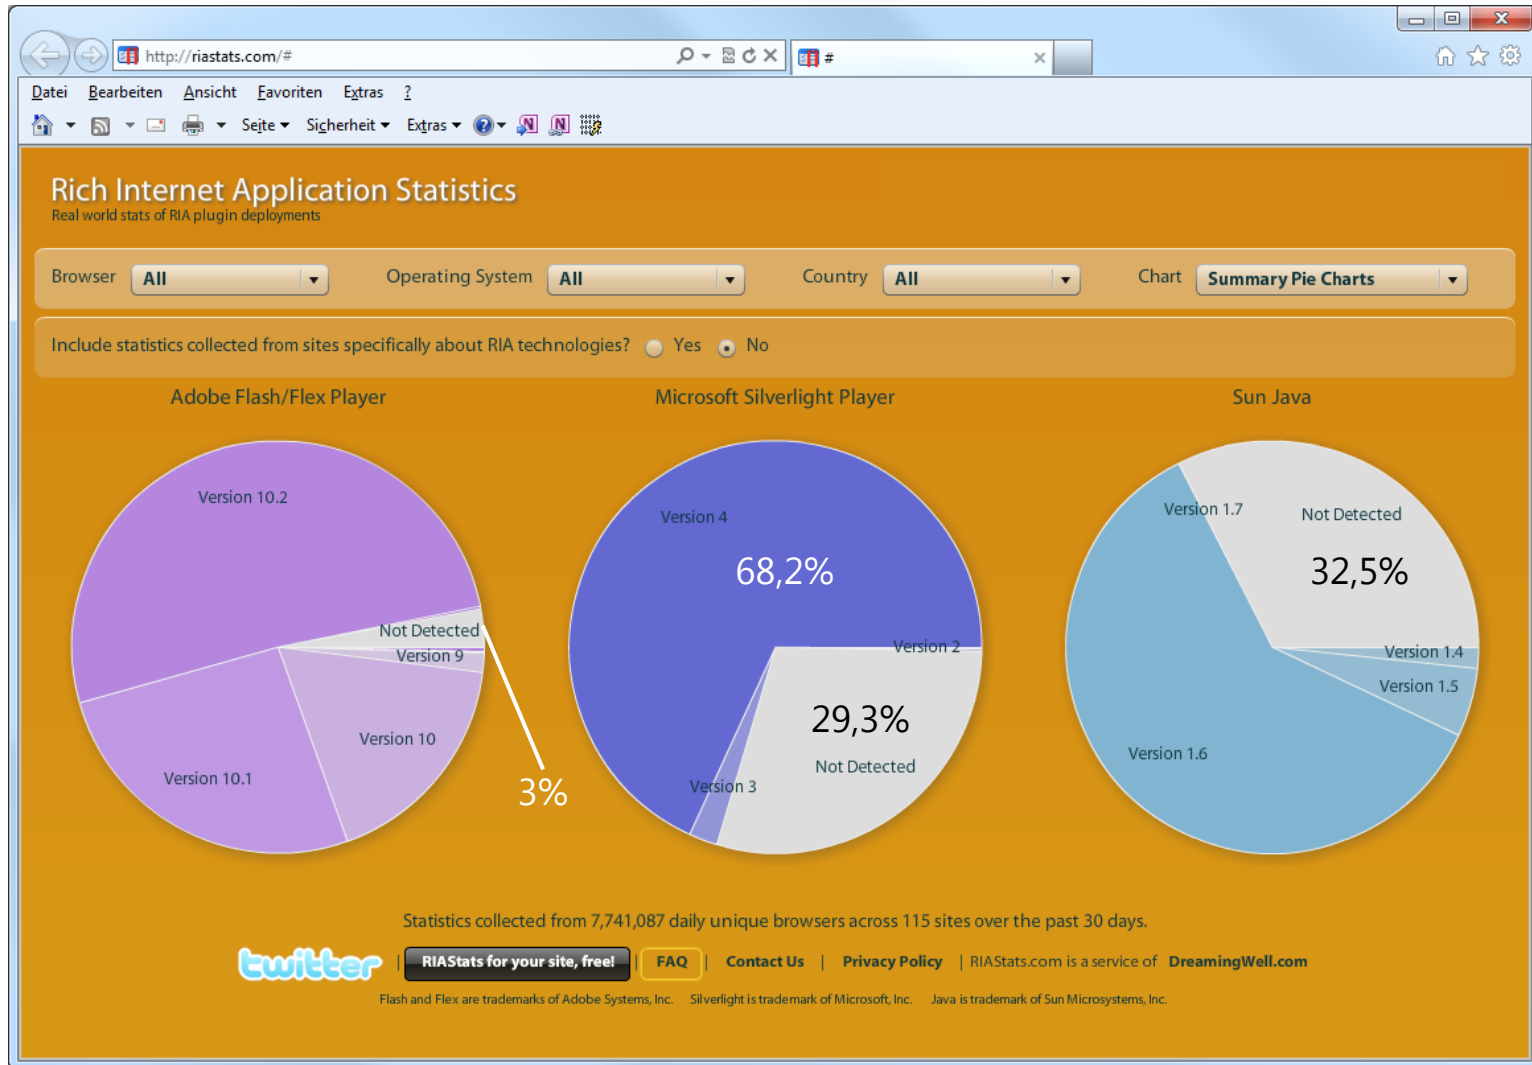 http://riastats.com/# #
Datei Bearbeiten Ansicht Favoriten Extras ?
Seite Sicherheit Extras
Rich Internet Application Statistics
Real world stats of RIA plugin deployments
Browser All Operating System All Country All Chart Summary Pie Charts
Include statistics collected from sites specifically about RIA technologies? Yes No
Adobe Flash/Flex Player Microsoft Silverlight Player Sun Java
Version 10.2
Not Detected
Version 9
Version 10
Version 10.1
3%
Version 4
68,2%
Version 2
29,3%
Not Detected
Version 3
Version 1.7
Not Detected
32,5%
Version 1.4
Version 1.5
Version 1.6
Statistics collected from 7,741,087 daily unique browsers across 115 sites over the past 30 days.
twitter | RIAStats for your site, free! | FAQ | Contact Us | Privacy Policy | RIAStats.com is a service of DreamingWell.com
Flash and Flex are trademarks of Adobe Systems, Inc. Silverlight is trademark of Microsoft, Inc. Java is trademark of Sun Microsystems, Inc.